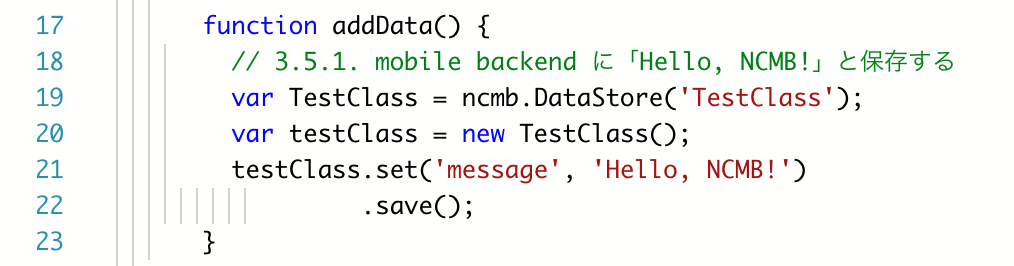 17 function addData() {
18 // 3.5.1. mobile backend に「Hello, NCMB!」と保存する
19 var TestClass = ncmb.DataStore('TestClass');
20 var testClass = new TestClass();
21 testClass.set('message', 'Hello, NCMB!')
22 .save();
23 }